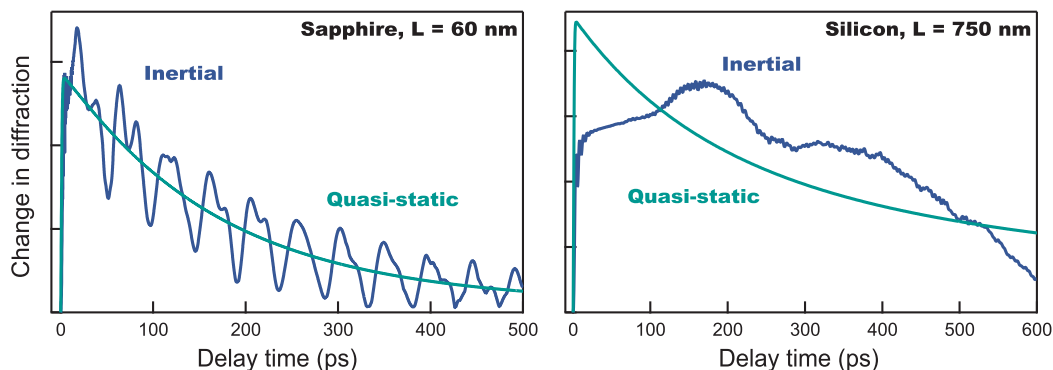 Sapphire, L = 60 nm
Inertial
Quasi-static
Change in diffraction
0 100 200 300 400 500
Delay time (ps)
Silicon, L = 750 nm
Inertial
Quasi-static
0 100 200 300 400 500 600
Delay time (ps)